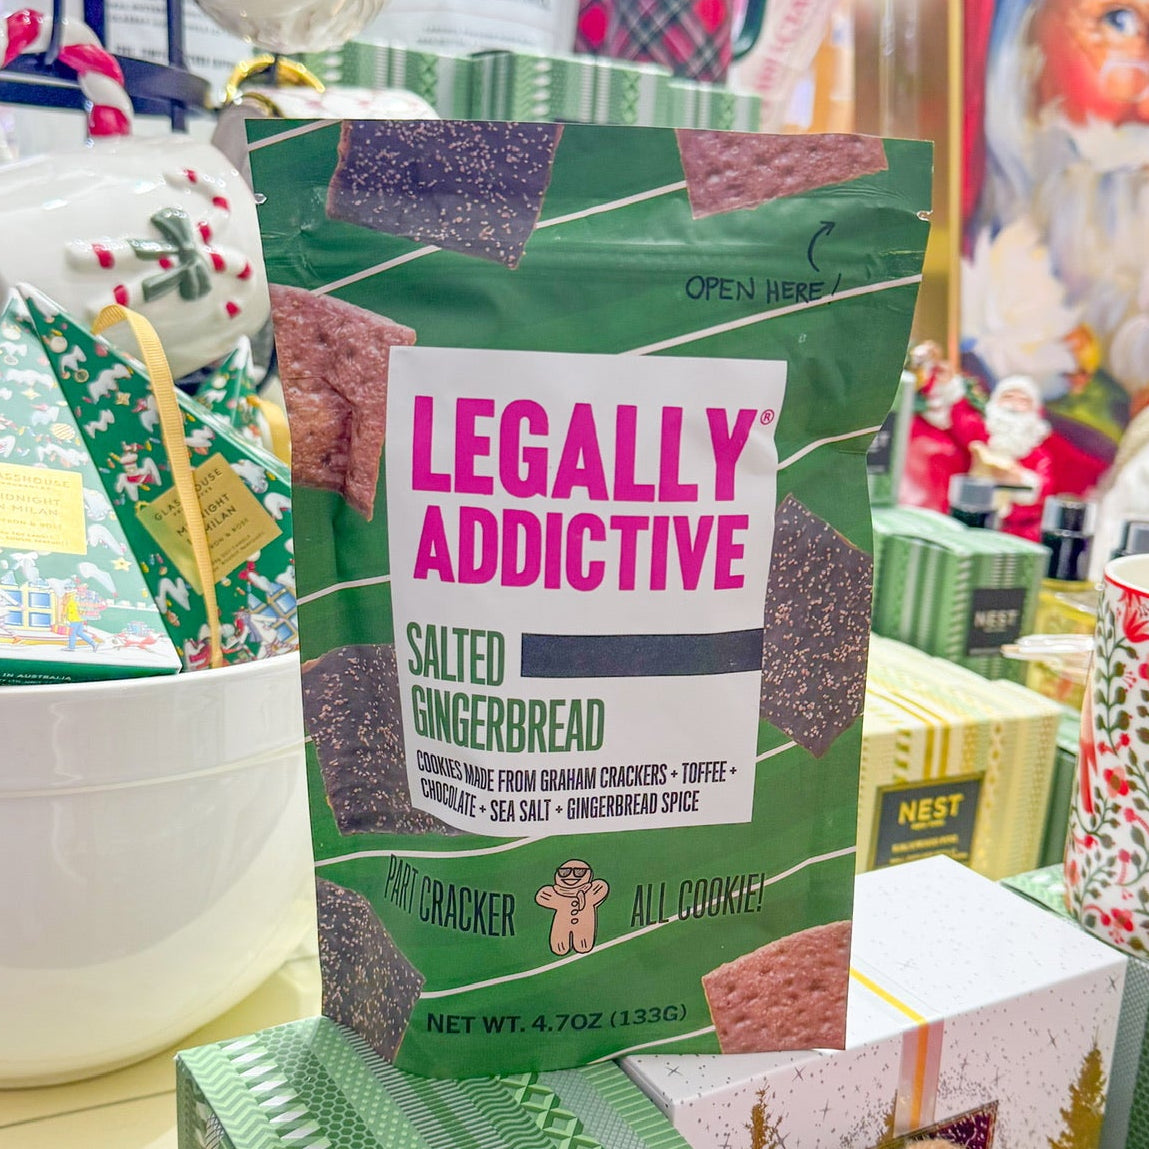 OPEN HERE!
LEGALLY
ADDICTIVE®
SALTED
GINGERBREAD
COOKIES MADE FROM GRAHAM CRACKERS + TOFFEE +
CHOCOLATE + SEA SALT + GINGERBREAD SPICE
PART CRACKER ALL COOKIE!
NET WT. 4.7OZ (133G)
GLASSHOUSE
MIDNIGHT
MILAN
IN AUSTRALIA
NEST
NEST